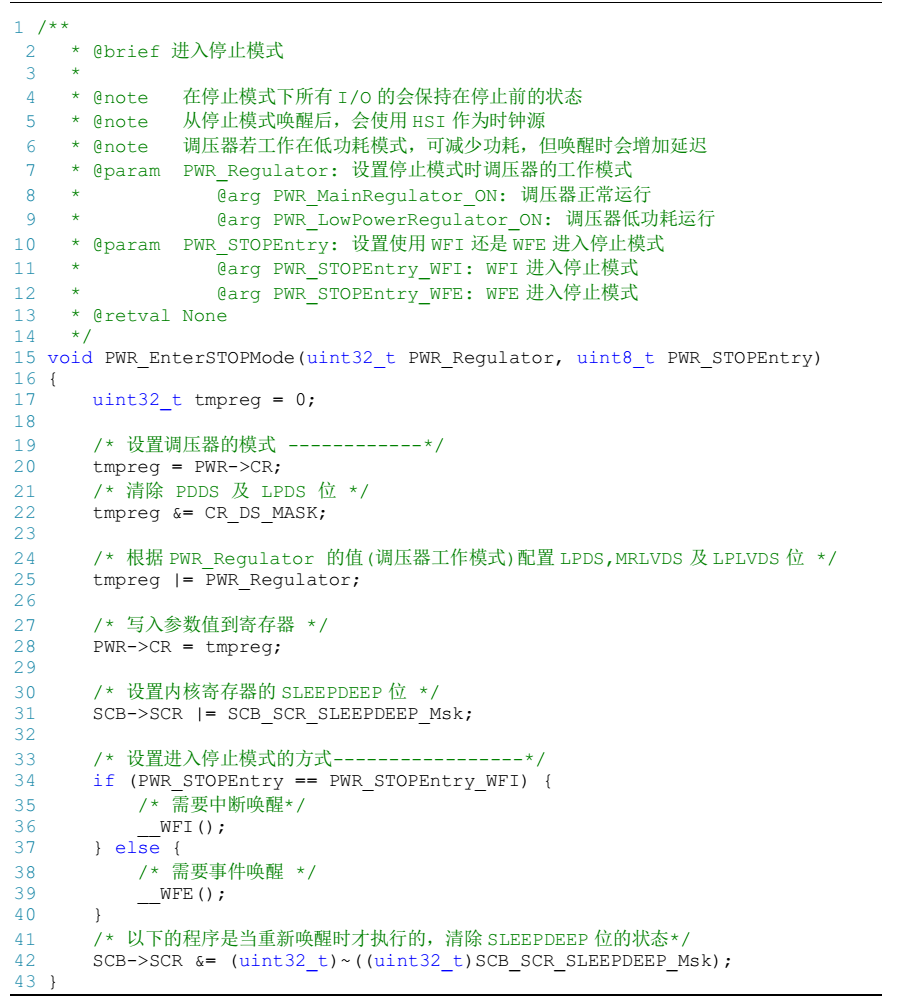 1 /**
2 * @brief 进入停止模式
3 *
4 * @note 在停止模式下所有 I/O 的会保持在停止前的状态
5 * @note 从停止模式唤醒后，会使用 HSI 作为时钟源
6 * @note 调压器若工作在低功耗模式，可减少功耗，但唤醒时会增加延迟
7 * @param PWR_Regulator: 设置停止模式时调压器的工作模式
8 * @arg PWR_MainRegulator_ON: 调压器正常运行
9 * @arg PWR_LowPowerRegulator_ON: 调压器低功耗运行
10 * @param PWR_STOPEntry: 设置使用 WFI 还是 WFE 进入停止模式
11 * @arg PWR_STOPEntry_WFI: WFI 进入停止模式
12 * @arg PWR_STOPEntry_WFE: WFE 进入停止模式
13 * @retval None
14 */
15 void PWR_EnterSTOPMode(uint32_t PWR_Regulator, uint8_t PWR_STOPEntry)
16 {
17 uint32_t tmpreg = 0;
18
19 /* 设置调压器的模式 ------------*/
20 tmpreg = PWR->CR;
21 /* 清除 PDDS 及 LPDS 位 */
22 tmpreg &= CR_DS_MASK;
23
24 /* 根据 PWR_Regulator 的值(调压器工作模式)配置 LPDS,MRLVDS 及 LPLVDS 位 */
25 tmpreg |= PWR_Regulator;
26
27 /* 写入参数值到寄存器 */
28 PWR->CR = tmpreg;
29
30 /* 设置内核寄存器的 SLEEPDEEP 位 */
31 SCB->SCR |= SCB_SCR_SLEEPDEEP_Msk;
32
33 /* 设置进入停止模式的方式-----------------*/
34 if (PWR_STOPEntry == PWR_STOPEntry_WFI) {
35 /* 需要中断唤醒*/
36 __WFI();
37 } else {
38 /* 需要事件唤醒 */
39 __WFE();
40 }
41 /* 以下的程序是当重新唤醒时才执行的，清除 SLEEPDEEP 位的状态*/
42 SCB->SCR &= (uint32_t)~((uint32_t)SCB_SCR_SLEEPDEEP_Msk);
43 }